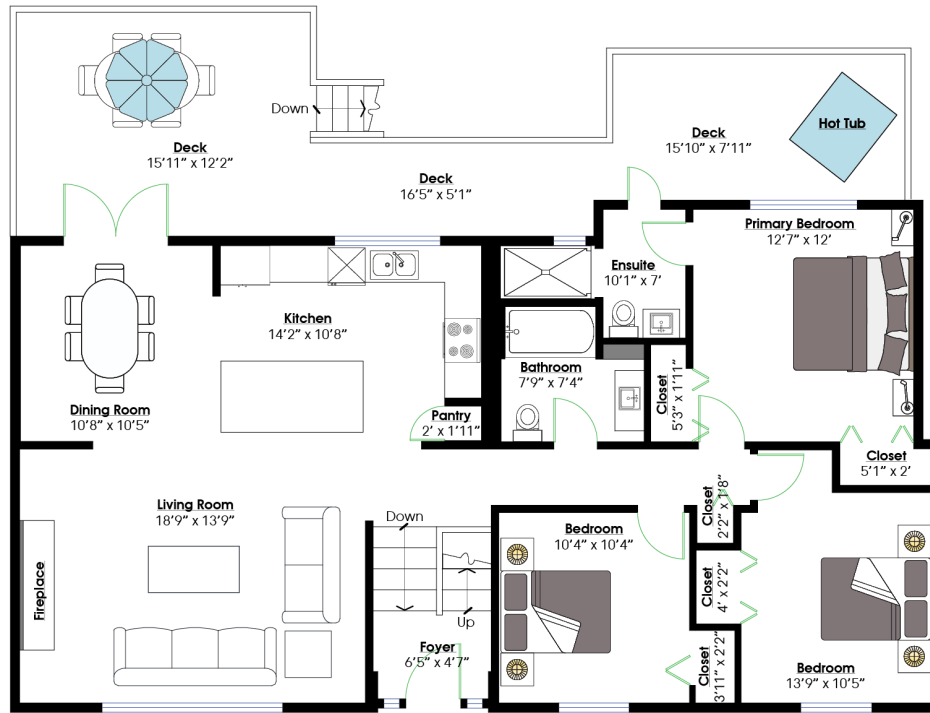 Down
Deck
15'11" x 12'2"
Deck
16'5" x 5'1"
Deck
15'10" x 7'11"
Hot Tub
Primary Bedroom
12'7" x 12'
Ensuite
10'1" x 7'
Kitchen
14'2" x 10'8"
Dining Room
10'8" x 10'5"
Pantry
2' x 1'11"
Bathroom
7'9" x 7'4"
Closet
5'3" x 1'11"
Closet
5'1" x 2'
Living Room
18'9" x 13'9"
Fireplace
Down
Up
Foyer
6'5" x 4'7"
Bedroom
10'4" x 10'4"
Closet
2'2" x 1'8"
Closet
4' x 2'2"
Closet
3'11" x 2'2"
Bedroom
13'9" x 10'5"